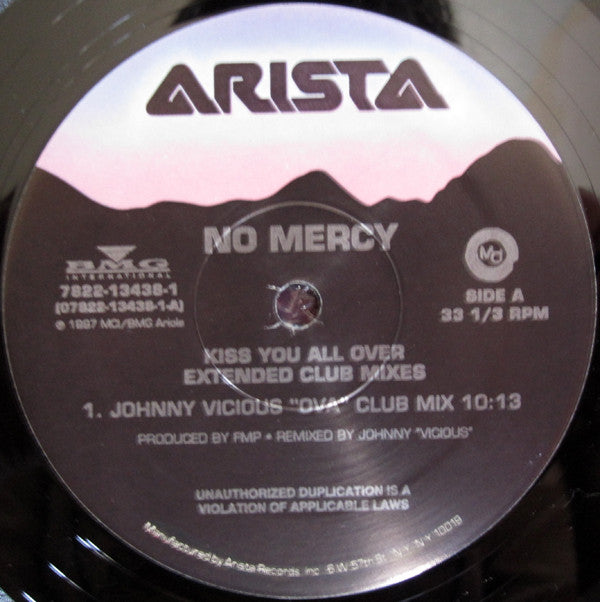 ARISTA
NO MERCY
BMG
INTERNATIONAL
7822-13438-1
(07822-13438-1-A)
℗ 1997 MCI/BMG Ariola
MCI
SIDE A
33 1/3 RPM
KISS YOU ALL OVER
EXTENDED CLUB MIXES
1. JOHNNY VICIOUS "OVA" CLUB MIX 10:13
PRODUCED BY FMP • REMIXED BY JOHNNY "VICIOUS"
UNAUTHORIZED DUPLICATION IS A
VIOLATION OF APPLICABLE LAWS
Manufactured by Arista Records, Inc. 6 W. 57th St. N.Y., N.Y 10019